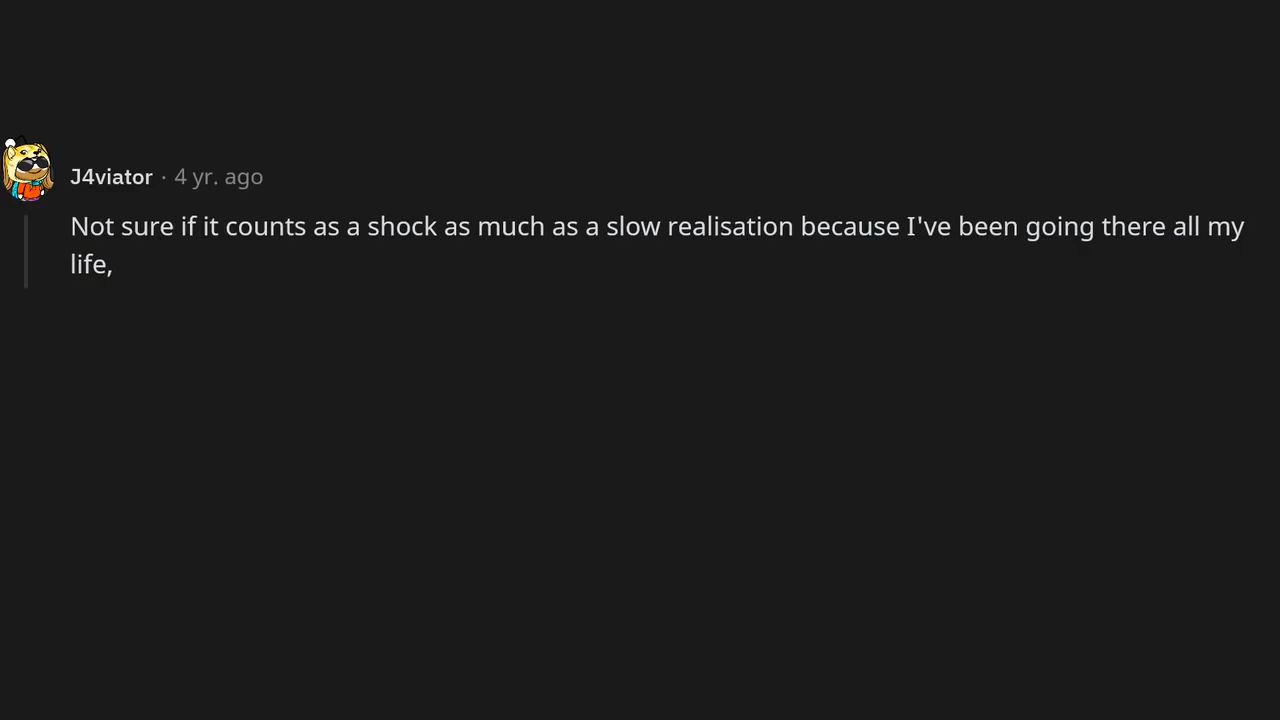 J4viator · 4 yr. ago
Not sure if it counts as a shock as much as a slow realisation because I've been going there all my
life,